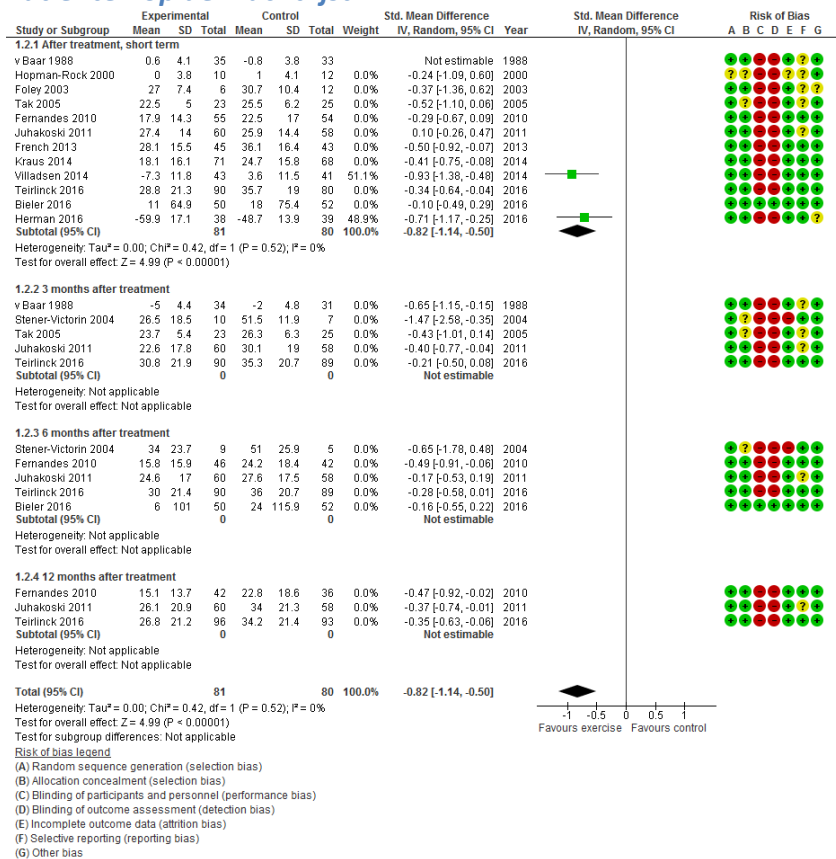 Experimental Control Std. Mean Difference Std. Mean Difference Risk of Bias
Study or Subgroup Mean SD Total Mean SD Total Weight IV, Random, 95% CI Year IV, Random, 95% CI A B C D E F G
1.2.1 After treatment, short term
v Baar 1988 0.6 4.1 35 -0.8 3.8 33 Not estimable 1988
Hopman-Rock 2000 0 3.8 10 1 4.1 12 0.0% -0.24 [-1.09, 0.60] 2000
Foley 2003 27 7.4 6 30.7 10.4 12 0.0% -0.37 [-1.36, 0.62] 2003
Tak 2005 22.5 5 23 25.5 6.2 25 0.0% -0.52 [-1.10, 0.06] 2005
Fernandes 2010 17.9 14.3 55 22.5 17 54 0.0% -0.29 [-0.67, 0.09] 2010
Juhakoski 2011 27.4 14 60 25.9 14.4 58 0.0% 0.10 [-0.26, 0.47] 2011
French 2013 28.1 15.5 45 36.1 16.4 43 0.0% -0.50 [-0.92, -0.07] 2013
Kraus 2014 18.1 16.1 71 24.7 15.8 68 0.0% -0.41 [-0.75, -0.08] 2014
Villadsen 2014 -7.3 11.8 43 3.6 11.5 41 51.1% -0.93 [-1.38, -0.48] 2014
Teirlinck 2016 28.8 21.3 90 35.7 19 80 0.0% -0.34 [-0.64, -0.04] 2016
Bieler 2016 11 64.9 50 18 75.4 52 0.0% -0.10 [-0.49, 0.29] 2016
Herman 2016 -59.9 17.1 38 -48.7 13.9 39 48.9% -0.71 [-1.17, -0.25] 2016
Subtotal (95% CI) 81 80 100.0% -0.82 [-1.14, -0.50]
Heterogeneity: Tau² = 0.00; Chi² = 0.42, df = 1 (P = 0.52); I² = 0%
Test for overall effect: Z = 4.99 (P < 0.00001)
1.2.2 3 months after treatment
v Baar 1988 -5 4.4 34 -2 4.8 31 0.0% -0.65 [-1.15, -0.15] 1988
Stener-Victorin 2004 26.5 18.5 10 51.5 11.9 7 0.0% -1.47 [-2.58, -0.35] 2004
Tak 2005 23.7 5.4 23 26.3 6.3 25 0.0% -0.43 [-1.01, 0.14] 2005
Juhakoski 2011 22.6 17.8 60 30.1 19 58 0.0% -0.40 [-0.77, -0.04] 2011
Teirlinck 2016 30.8 21.9 90 35.3 20.7 89 0.0% -0.21 [-0.50, 0.08] 2016
Subtotal (95% CI) 0 0 Not estimable
Heterogeneity: Not applicable
Test for overall effect: Not applicable
1.2.3 6 months after treatment
Stener-Victorin 2004 34 23.7 9 51 25.9 5 0.0% -0.65 [-1.78, 0.48] 2004
Fernandes 2010 15.8 15.9 46 24.2 18.4 42 0.0% -0.49 [-0.91, -0.06] 2010
Juhakoski 2011 24.6 17 60 27.6 17.5 58 0.0% -0.17 [-0.53, 0.19] 2011
Teirlinck 2016 30 21.4 90 36 20.7 89 0.0% -0.28 [-0.58, 0.01] 2016
Bieler 2016 6 101 50 24 115.9 52 0.0% -0.16 [-0.55, 0.22] 2016
Subtotal (95% CI) 0 0 Not estimable
Heterogeneity: Not applicable
Test for overall effect: Not applicable
1.2.4 12 months after treatment
Fernandes 2010 15.1 13.7 42 22.8 18.6 36 0.0% -0.47 [-0.92, -0.02] 2010
Juhakoski 2011 26.1 20.9 60 34 21.3 58 0.0% -0.37 [-0.74, -0.01] 2011
Teirlinck 2016 26.8 21.2 96 34.2 21.4 93 0.0% -0.35 [-0.63, -0.06] 2016
Subtotal (95% CI) 0 0 Not estimable
Heterogeneity: Not applicable
Test for overall effect: Not applicable
Total (95% CI) 81 80 100.0% -0.82 [-1.14, -0.50]
Heterogeneity: Tau² = 0.00; Chi² = 0.42, df = 1 (P = 0.52); I² = 0%
Test for overall effect: Z = 4.99 (P < 0.00001)
Test for subgroup differences: Not applicable
-1 -0.5 0 0.5 1
Favours exercise Favours control
Risk of bias legend
(A) Random sequence generation (selection bias)
(B) Allocation concealment (selection bias)
(C) Blinding of participants and personnel (performance bias)
(D) Blinding of outcome assessment (detection bias)
(E) Incomplete outcome data (attrition bias)
(F) Selective reporting (reporting bias)
(G) Other bias